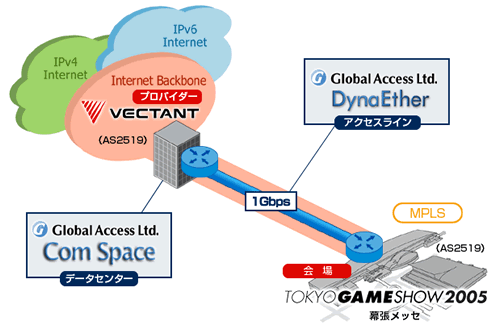 IPv6
Internet
IPv4
Internet
Internet Backbone
プロバイダー
VECTANT
(AS2519)
Global Access Ltd.
DynaEther
アクセスライン
1Gbps
Global Access Ltd.
Com Space
データセンター
MPLS
(AS2519)
会場
TOKYO GAME SHOW 2005
幕張メッセ